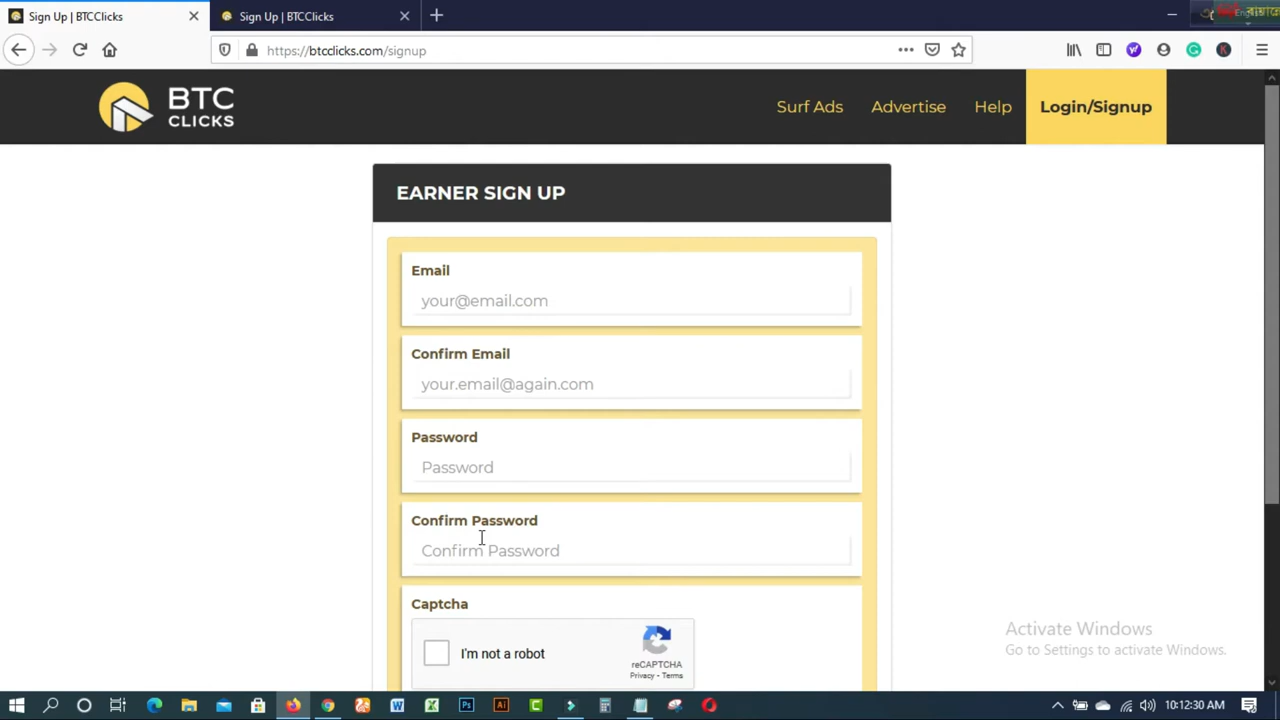 Sign Up | BTCClicks
Sign Up | BTCClicks
https://btcclicks.com/signup
BTC
CLICKS
Surf Ads
Advertise
Help
Login/Signup
EARNER SIGN UP
Email
your@email.com
Confirm Email
your.email@again.com
Password
Password
Confirm Password
Confirm Password
Captcha
I'm not a robot
reCAPTCHA
Privacy - Terms
Activate Windows
Go to Settings to activate Windows.
10:12:30 AM